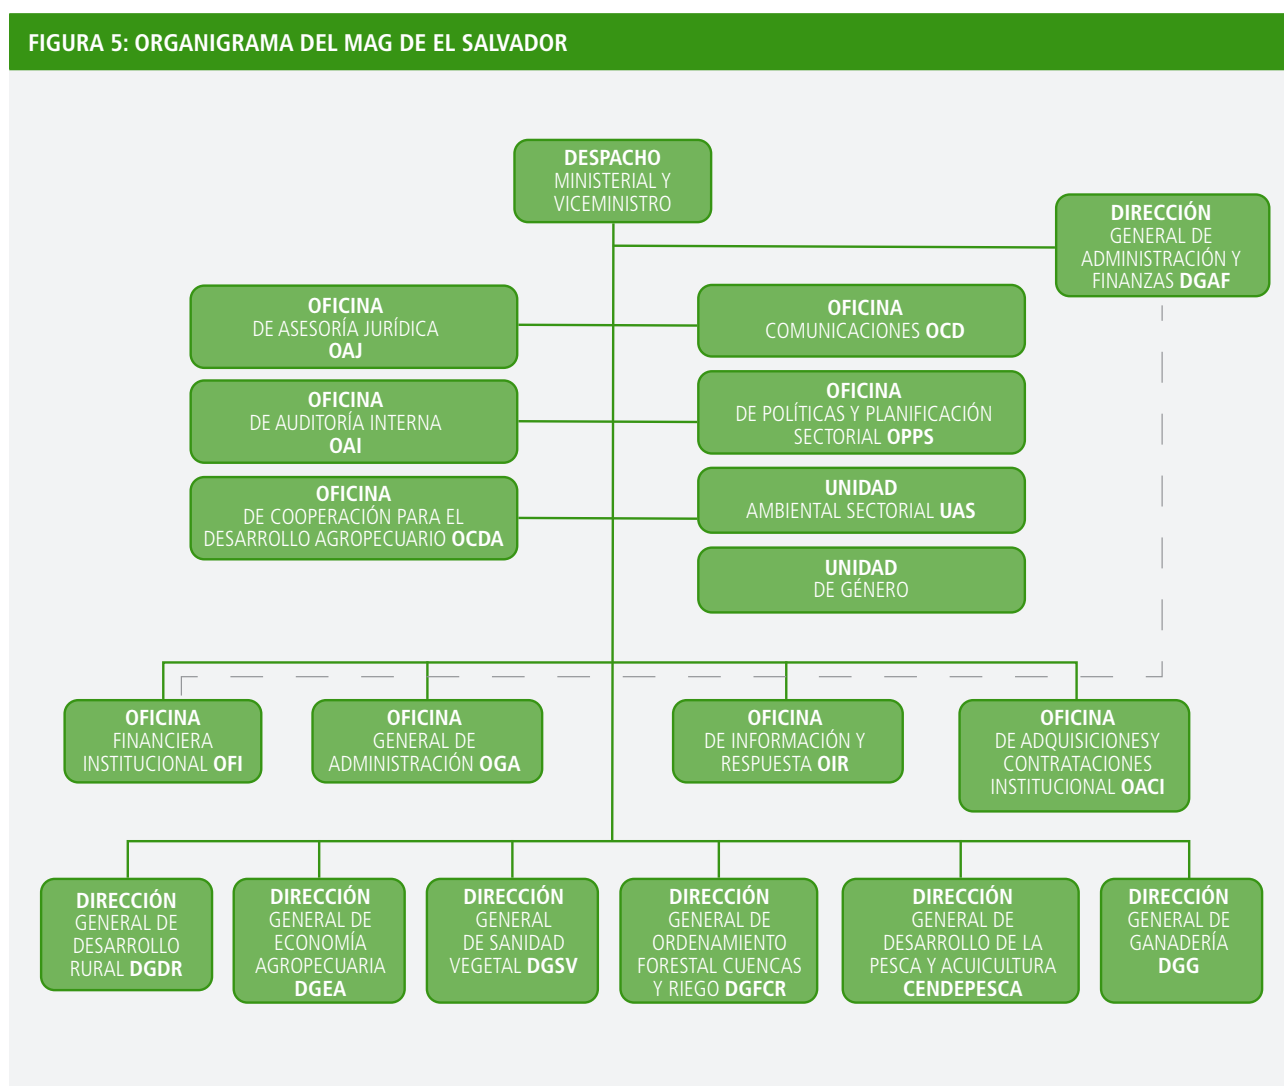 FIGURA 5: ORGANIGRAMA DEL MAG DE EL SALVADOR
DESPACHO
MINISTERIAL Y
VICEMINISTRO
DIRECCIÓN
GENERAL DE
ADMINISTRACIÓN Y
FINANZAS DGAF
OFICINA
DE ASESORÍA JURÍDICA
OAJ
OFICINA
COMUNICACIONES OCD
OFICINA
DE AUDITORÍA INTERNA
OAI
OFICINA
DE POLÍTICAS Y PLANIFICACIÓN
SECTORIAL OPPS
OFICINA
DE COOPERACIÓN PARA EL
DESARROLLO AGROPECUARIO OCDA
UNIDAD
AMBIENTAL SECTORIAL UAS
UNIDAD
DE GÉNERO
OFICINA
FINANCIERA
INSTITUCIONAL OFI
OFICINA
GENERAL DE
ADMINISTRACIÓN OGA
OFICINA
DE INFORMACIÓN Y
RESPUESTA OIR
OFICINA
DE ADQUISICIONESY
CONTRATACIONES
INSTITUCIONAL OACI
DIRECCIÓN
GENERAL DE
DESARROLLO
RURAL DGDR
DIRECCIÓN
GENERAL DE
ECONOMÍA
AGROPECUARIA
DGEA
DIRECCIÓN
GENERAL
DE SANIDAD
VEGETAL DGSV
DIRECCIÓN
GENERAL DE
ORDENAMIENTO
FORESTAL CUENCAS
Y RIEGO DGFCR
DIRECCIÓN
GENERAL DE
DESARROLLO DE LA
PESCA Y ACUICULTURA
CENDEPESCA
DIRECCIÓN
GENERAL DE
GANADERÍA
DGG